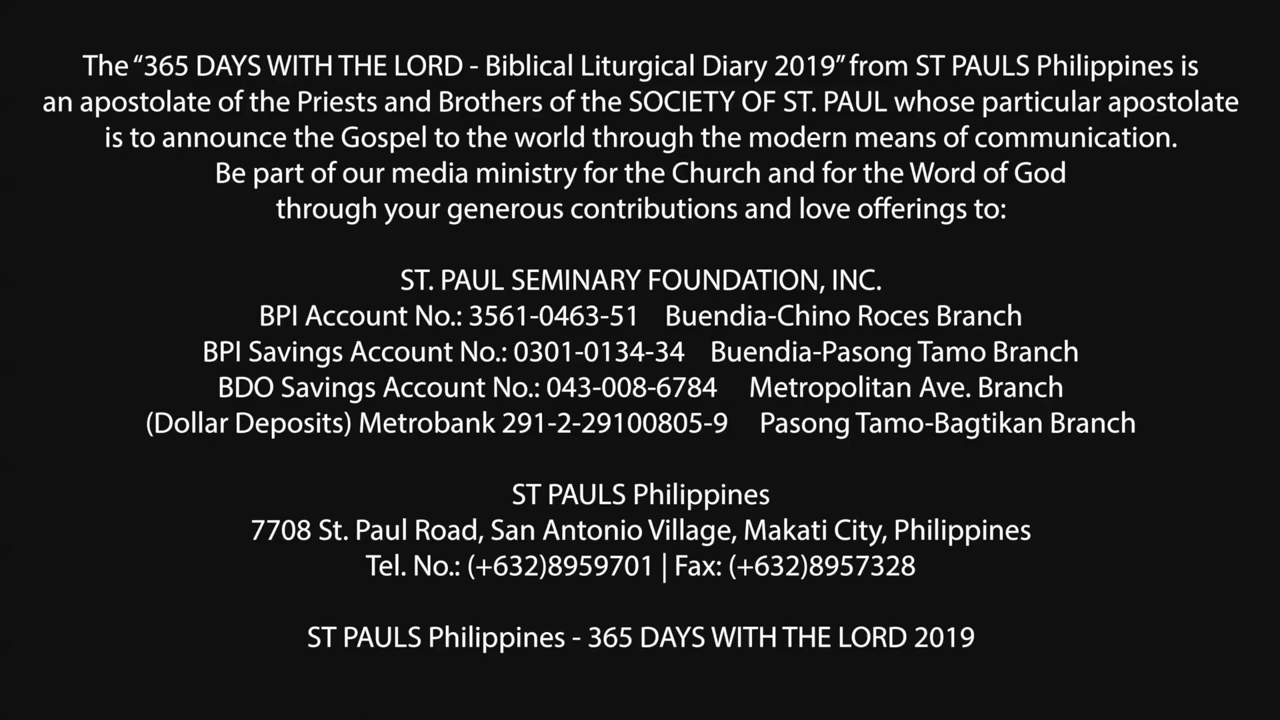 The “365 DAYS WITH THE LORD - Biblical Liturgical Diary 2019” from ST PAULS Philippines is
an apostolate of the Priests and Brothers of the SOCIETY OF ST. PAUL whose particular apostolate
is to announce the Gospel to the world through the modern means of communication.
Be part of our media ministry for the Church and for the Word of God
through your generous contributions and love offerings to:
ST. PAUL SEMINARY FOUNDATION, INC.
BPI Account No.: 3561-0463-51 Buendia-Chino Roces Branch
BPI Savings Account No.: 0301-0134-34 Buendia-Pasong Tamo Branch
BDO Savings Account No.: 043-008-6784 Metropolitan Ave. Branch
(Dollar Deposits) Metrobank 291-2-29100805-9 Pasong Tamo-Bagtikan Branch
ST PAULS Philippines
7708 St. Paul Road, San Antonio Village, Makati City, Philippines
Tel. No.: (+632)8959701 | Fax: (+632)8957328
ST PAULS Philippines - 365 DAYS WITH THE LORD 2019